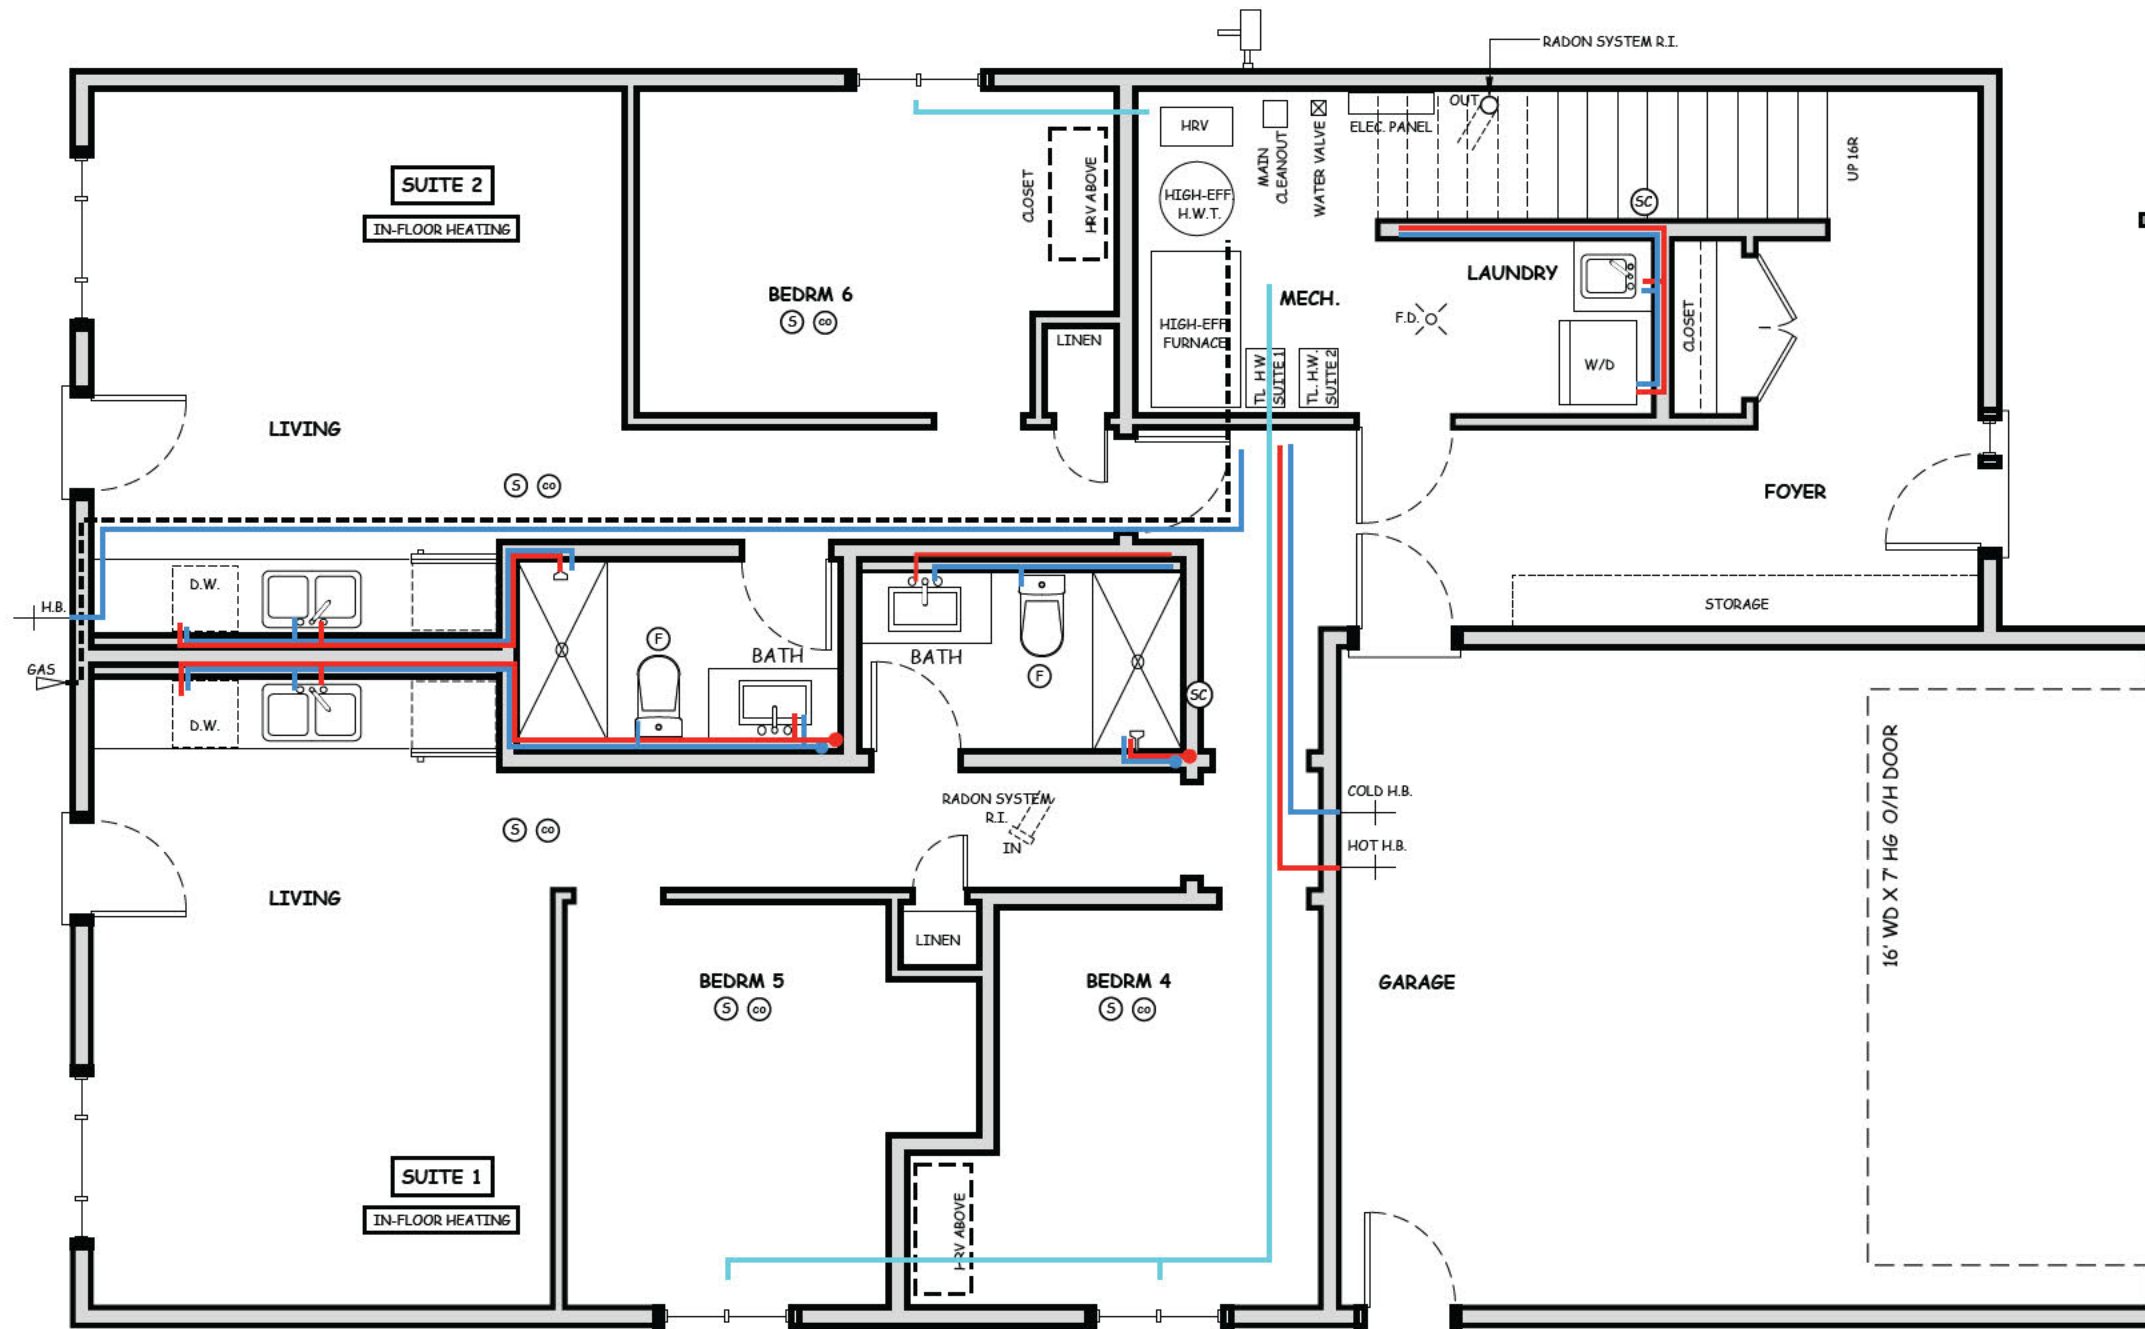 RADON SYSTEM R.I.
OUT
HRV
ELEC. PANEL
MAIN
CLEANOUT
WATER VALVE
UP 16R
SUITE 2
IN-FLOOR HEATING
CLOSET
HRV ABOVE
HIGH-EFF.
H.W.T.
SC
LAUNDRY
BEDRM 6
S
CO
MECH.
F.D.
CLOSET
HIGH-EFF
FURNACE
LINEN
TL. H.W.
SUITE 1
TL. H.W.
SUITE 2
W/D
LIVING
S
CO
FOYER
D.W.
H.B.
STORAGE
F
BATH
BATH
GAS
F
SC
D.W.
16' WD X 7' HG O/H DOOR
COLD H.B.
RADON SYSTEM
R.I.
IN
S
CO
HOT H.B.
LIVING
LINEN
BEDRM 5
S
CO
BEDRM 4
S
CO
GARAGE
SUITE 1
IN-FLOOR HEATING
HRV ABOVE